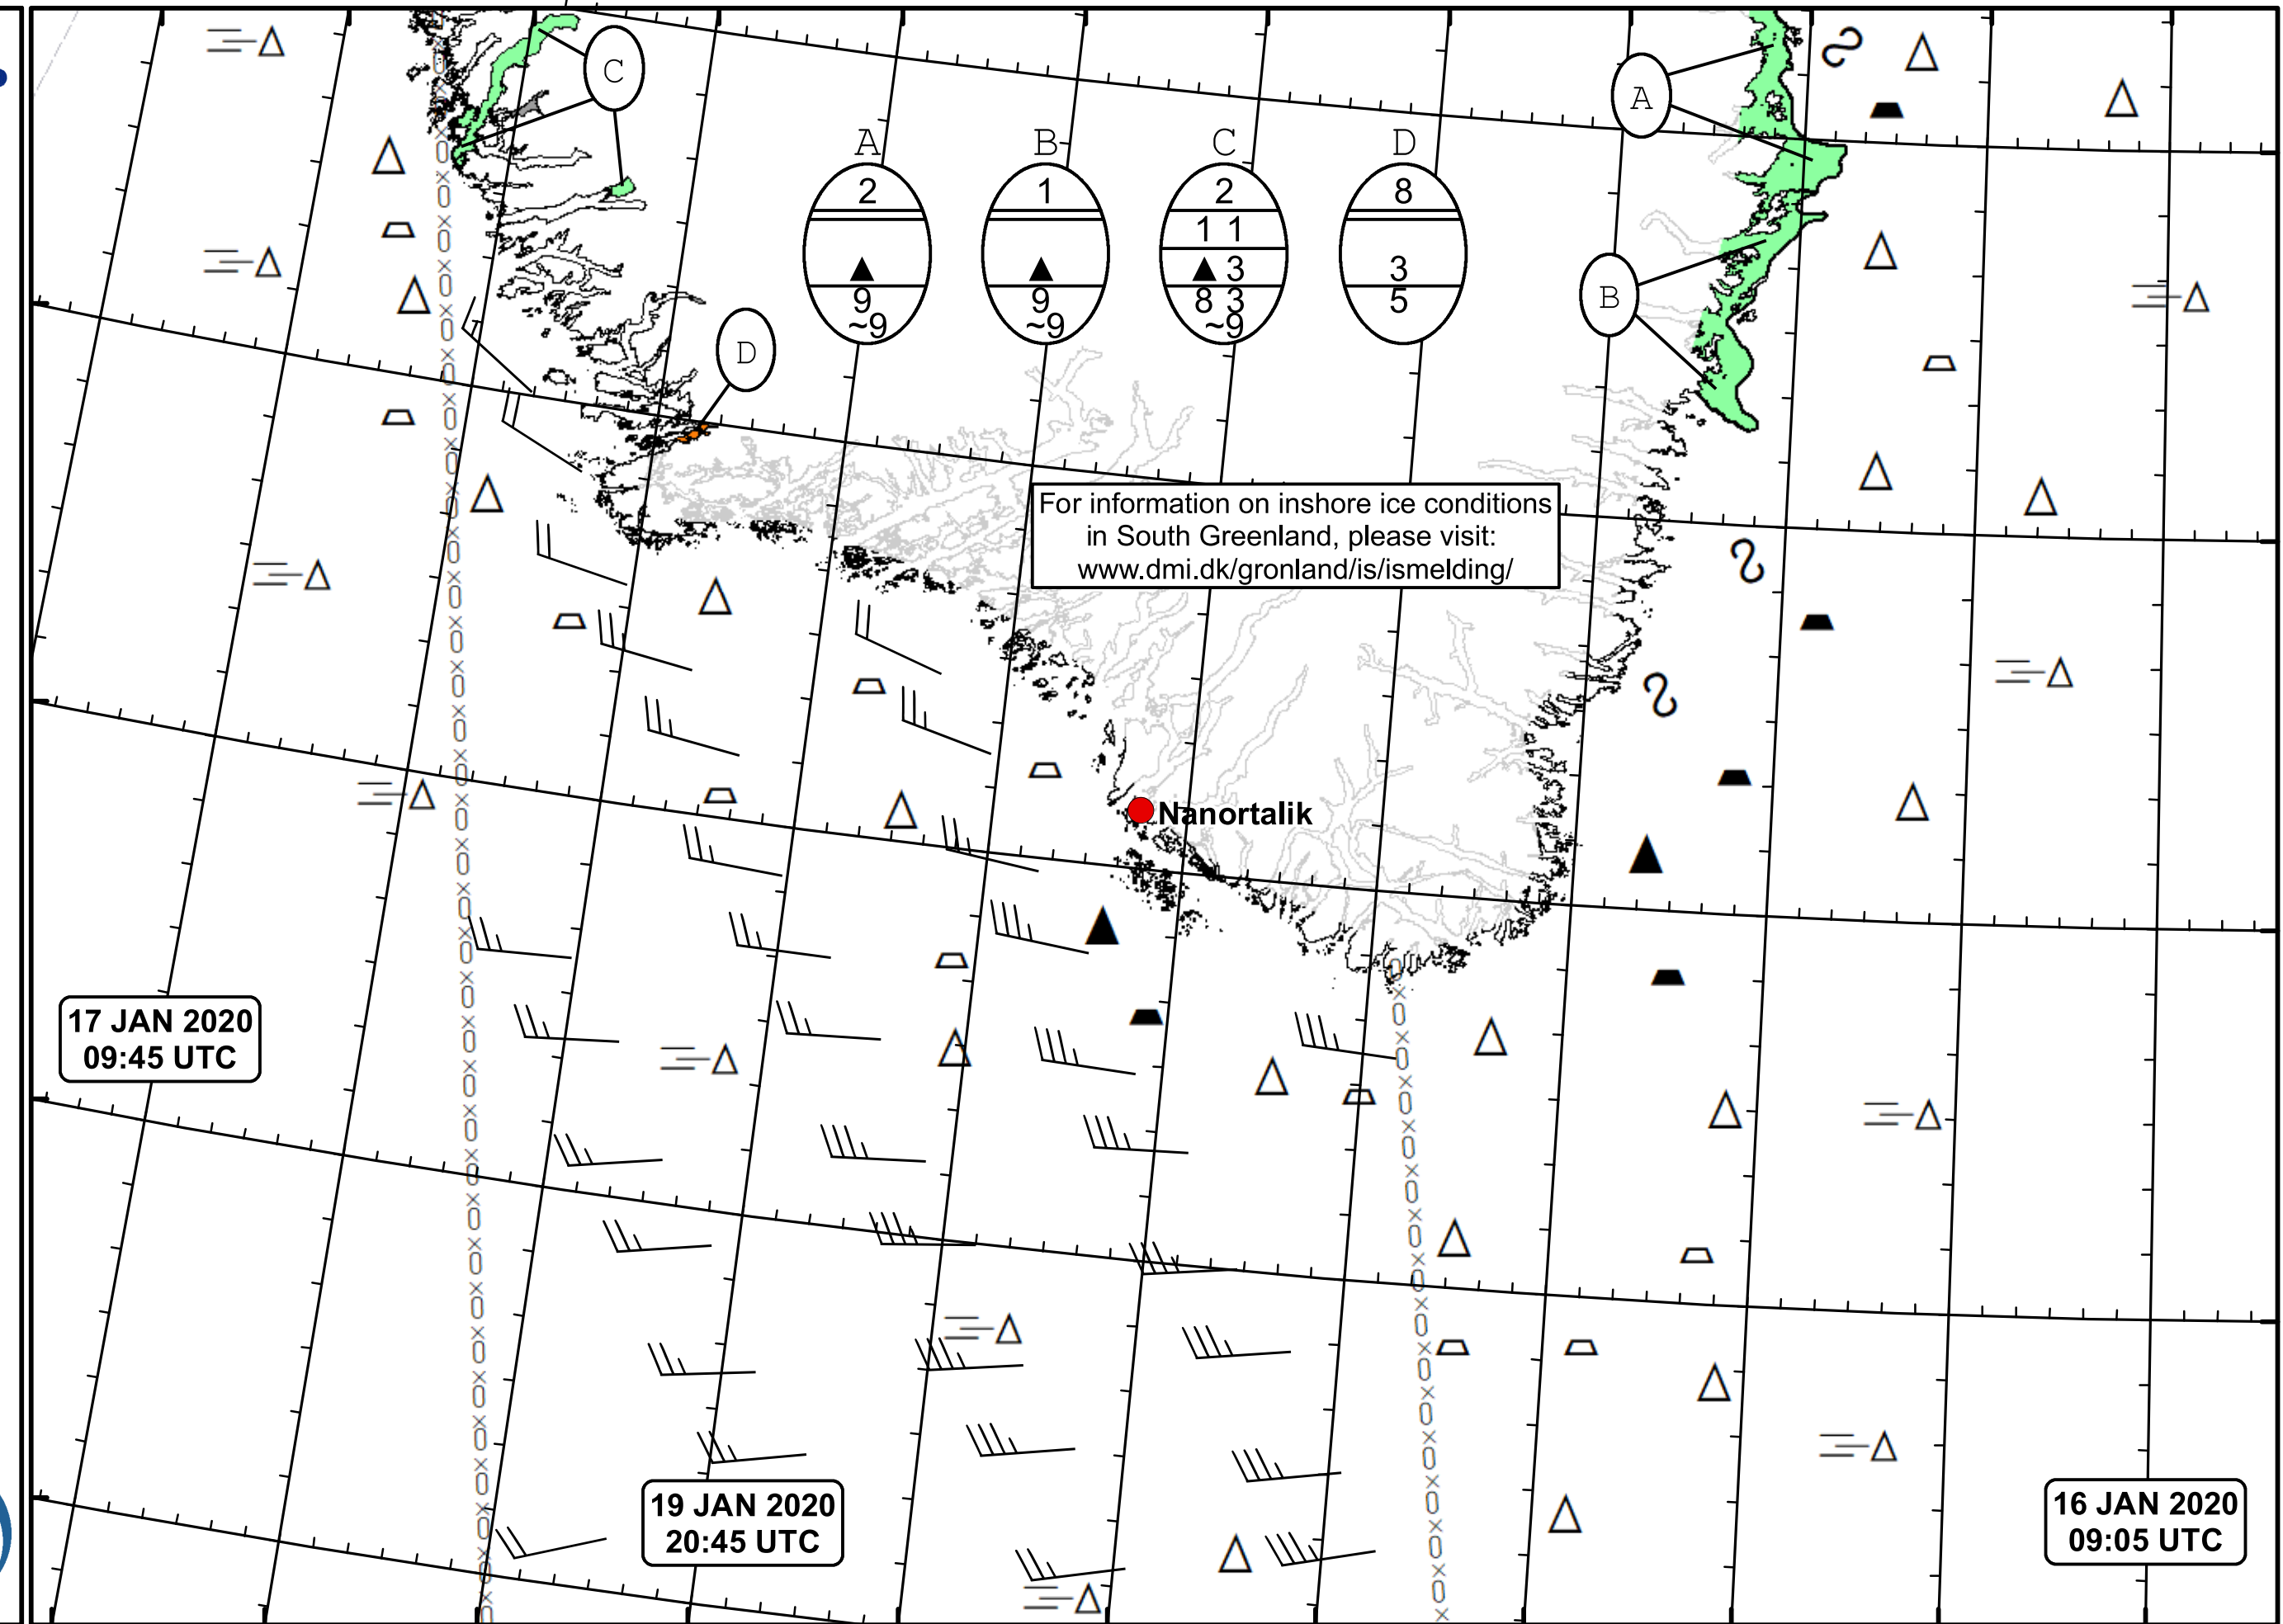 C
A
A B C D
2 1 2 8
1 1
▲ ▲ ▲ 3 3
9 9 8 3 5
~9 ~9 ~9
B
D
For information on inshore ice conditions
in South Greenland, please visit:
www.dmi.dk/gronland/is/ismelding/
Nanortalik
17 JAN 2020
09:45 UTC
19 JAN 2020
20:45 UTC
16 JAN 2020
09:05 UTC